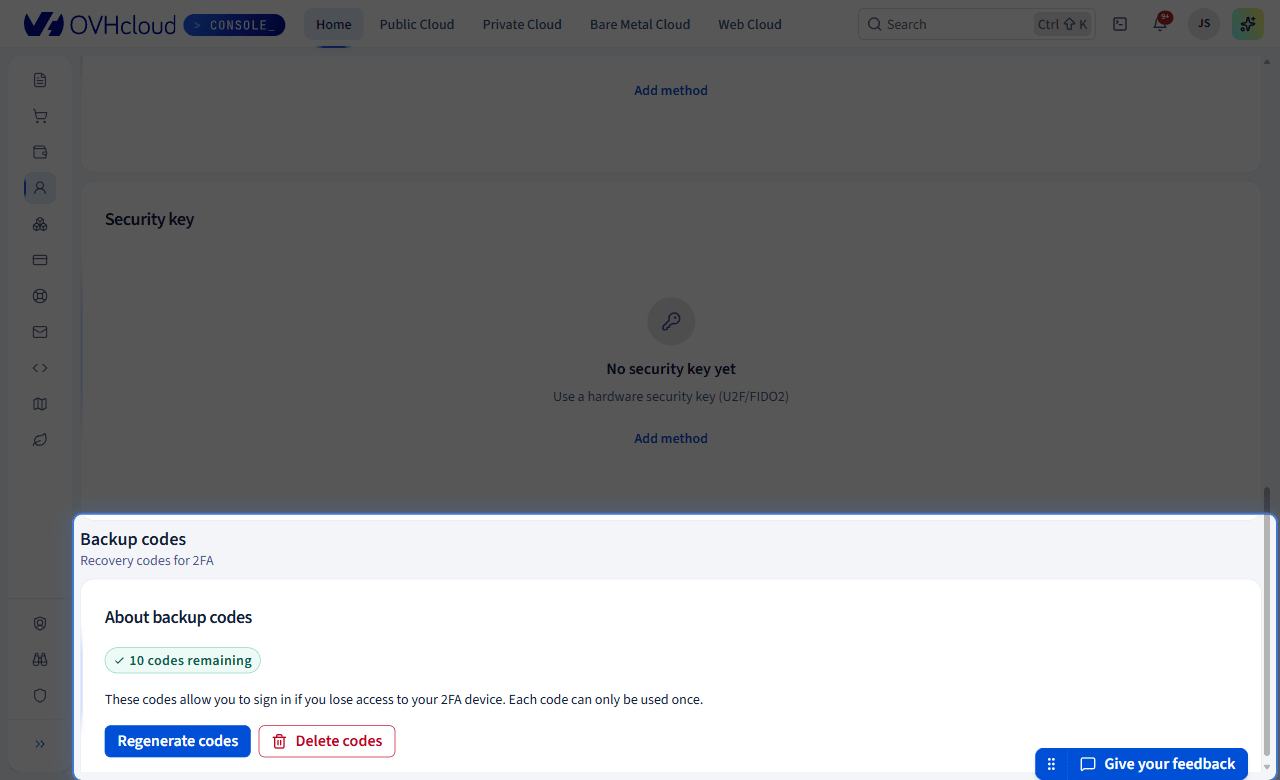 OVHcloud
> CONSOLE_
Home
Public Cloud
Private Cloud
Bare Metal Cloud
Web Cloud
Search
Ctrl ⇧ K
9+
JS
Add method
Security key
No security key yet
Use a hardware security key (U2F/FIDO2)
Add method
Backup codes
Recovery codes for 2FA
About backup codes
10 codes remaining
These codes allow you to sign in if you lose access to your 2FA device. Each code can only be used once.
Regenerate codes
Delete codes
Give your feedback